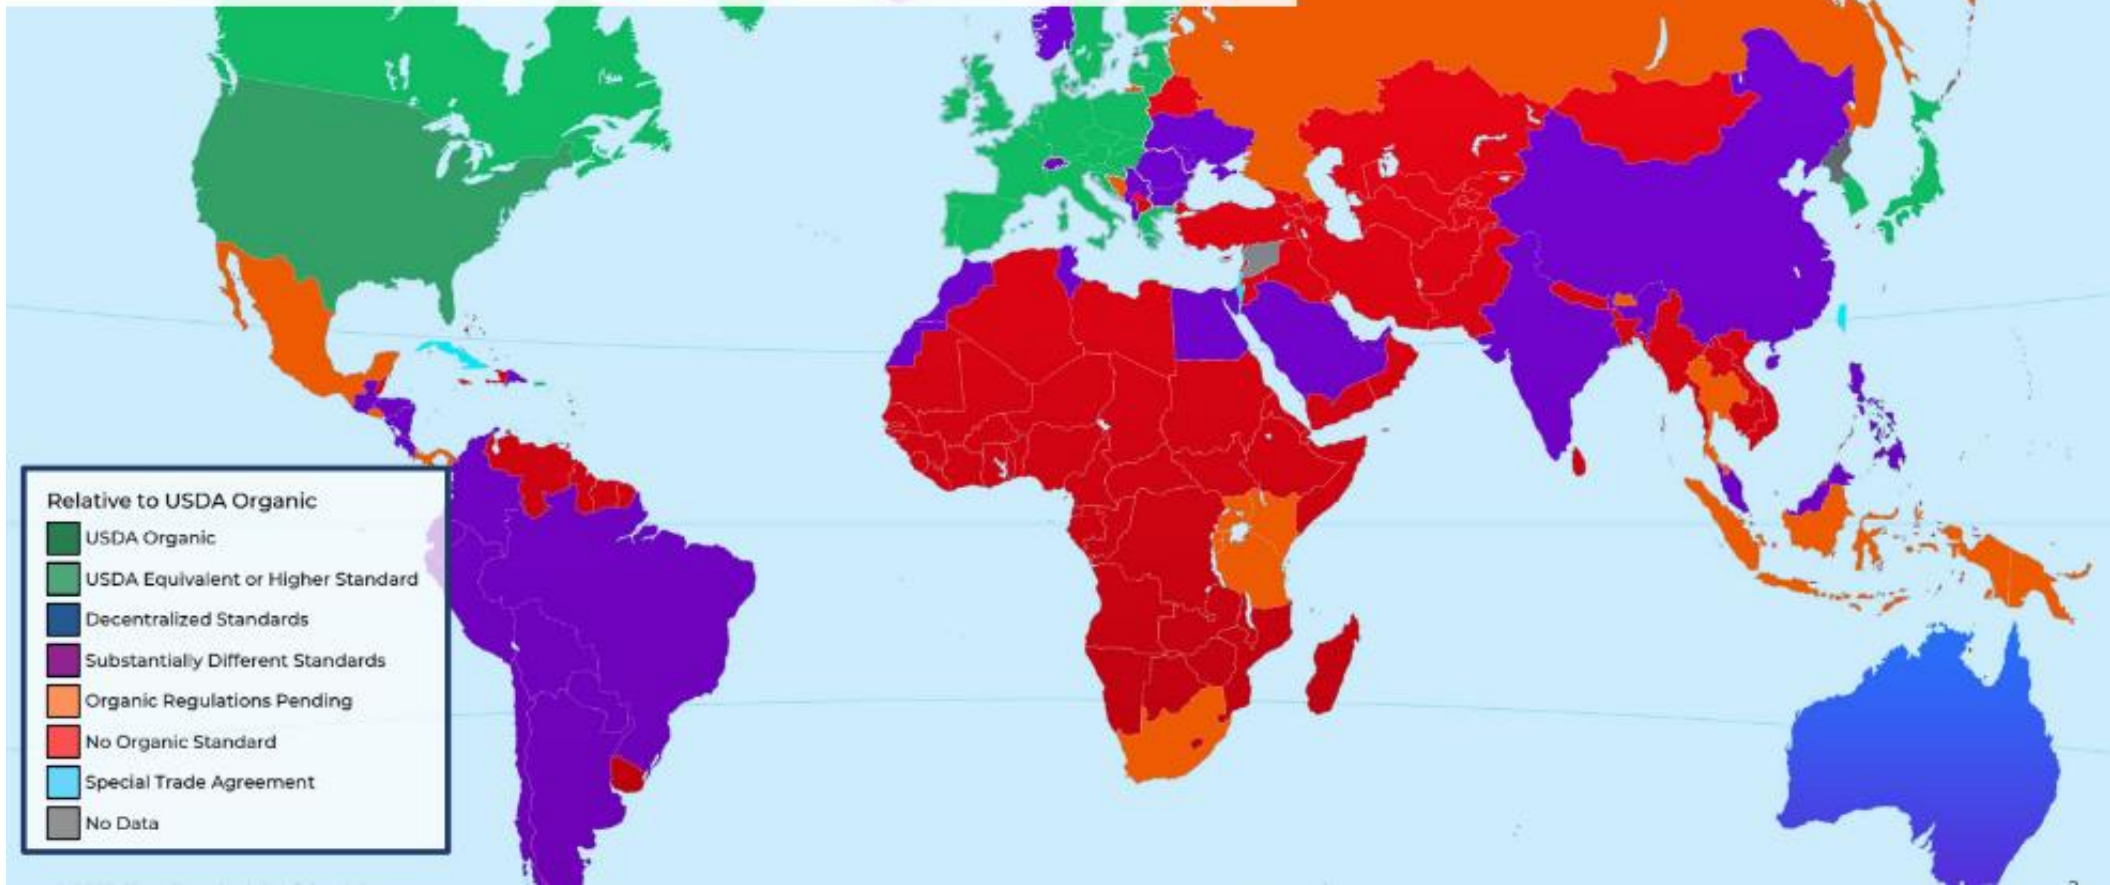 Relative to USDA Organic
USDA Organic
USDA Equivalent or Higher Standard
Decentralized Standards
Substantially Different Standards
Organic Regulations Pending
No Organic Standard
Special Trade Agreement
No Data